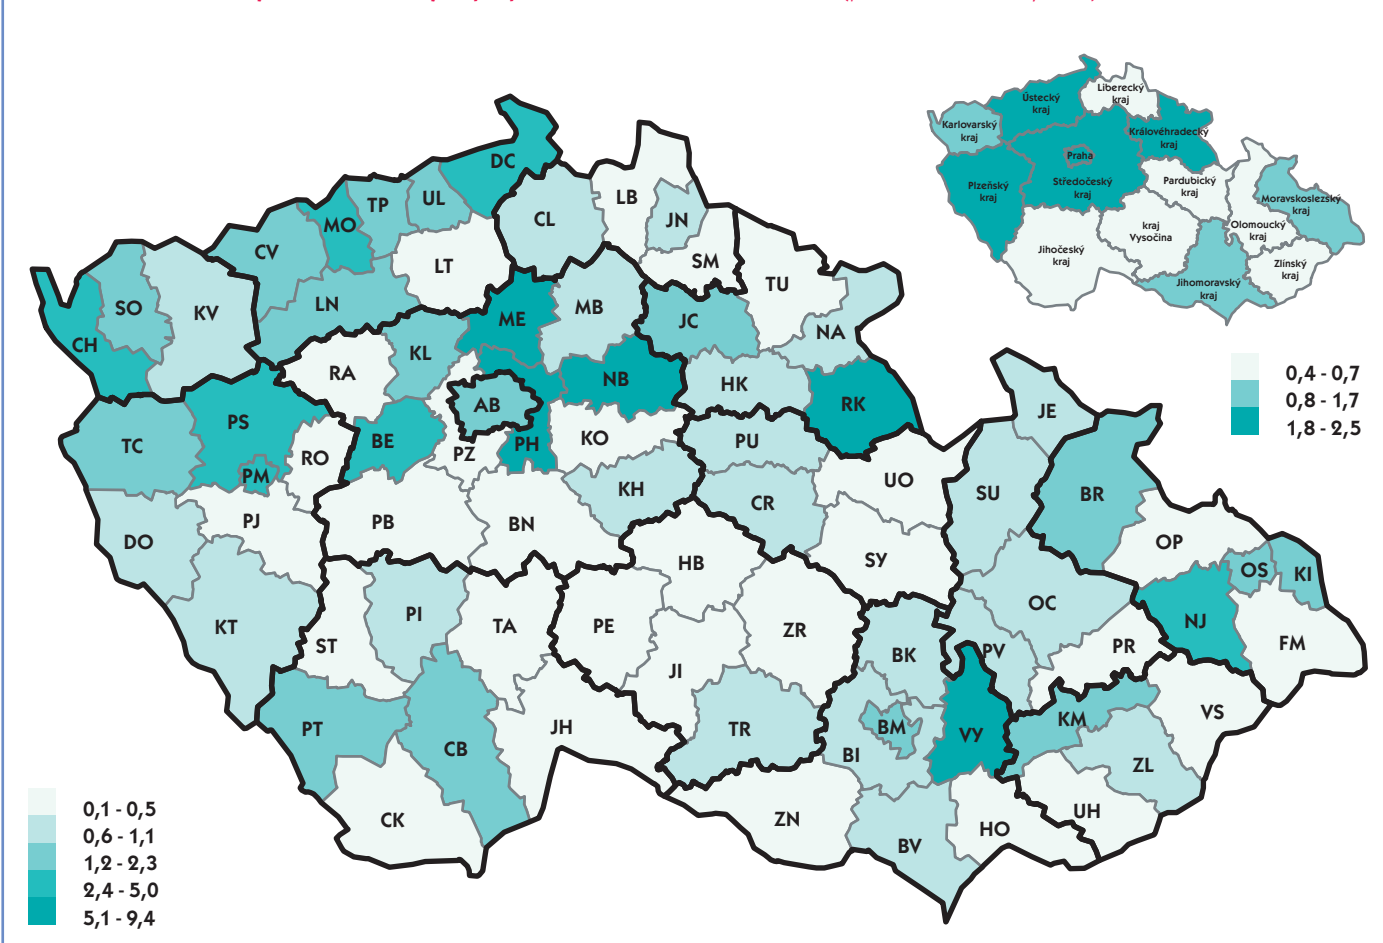 Liberecký
kraj
Ústecký
kraj
Karlovarský
kraj
Královéhradecký
kraj
Praha
Plzeňský
kraj
Středočeský
kraj
Pardubický
kraj
Moravskoslezský
kraj
kraj
Vysočina
Olomoucký
kraj
Jihočeský
kraj
Zlínský
kraj
Jihomoravský
kraj
0,4 - 0,7
0,8 - 1,7
1,8 - 2,5
DC
TP
UL
LB
JN
CL
MO
CV
LT
SM
TU
SO
KV
LN
ME
MB
JC
NA
CH
KL
RA
NB
HK
RK
AB
PS
TC
BE
PH
KO
PU
JE
RO
PZ
PM
KH
CR
UO
SU
BR
PJ
PB
BN
DO
HB
SY
OP
OS
KI
OC
KT
PI
ST
TA
PE
ZR
NJ
FM
JI
BK
PV
PR
PT
CB
JH
TR
BM
VY
KM
VS
BI
ZL
CK
ZN
HO
UH
BV
0,1 - 0,5
0,6 - 1,1
1,2 - 2,3
2,4 - 5,0
5,1 - 9,4